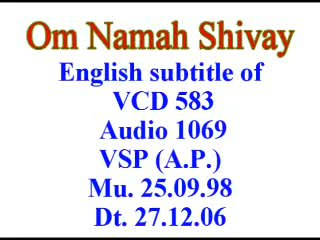 Om Namah Shivay
English subtitle of
VCD 583
Audio 1069
VSP (A.P.)
Mu. 25.09.98
Dt. 27.12.06